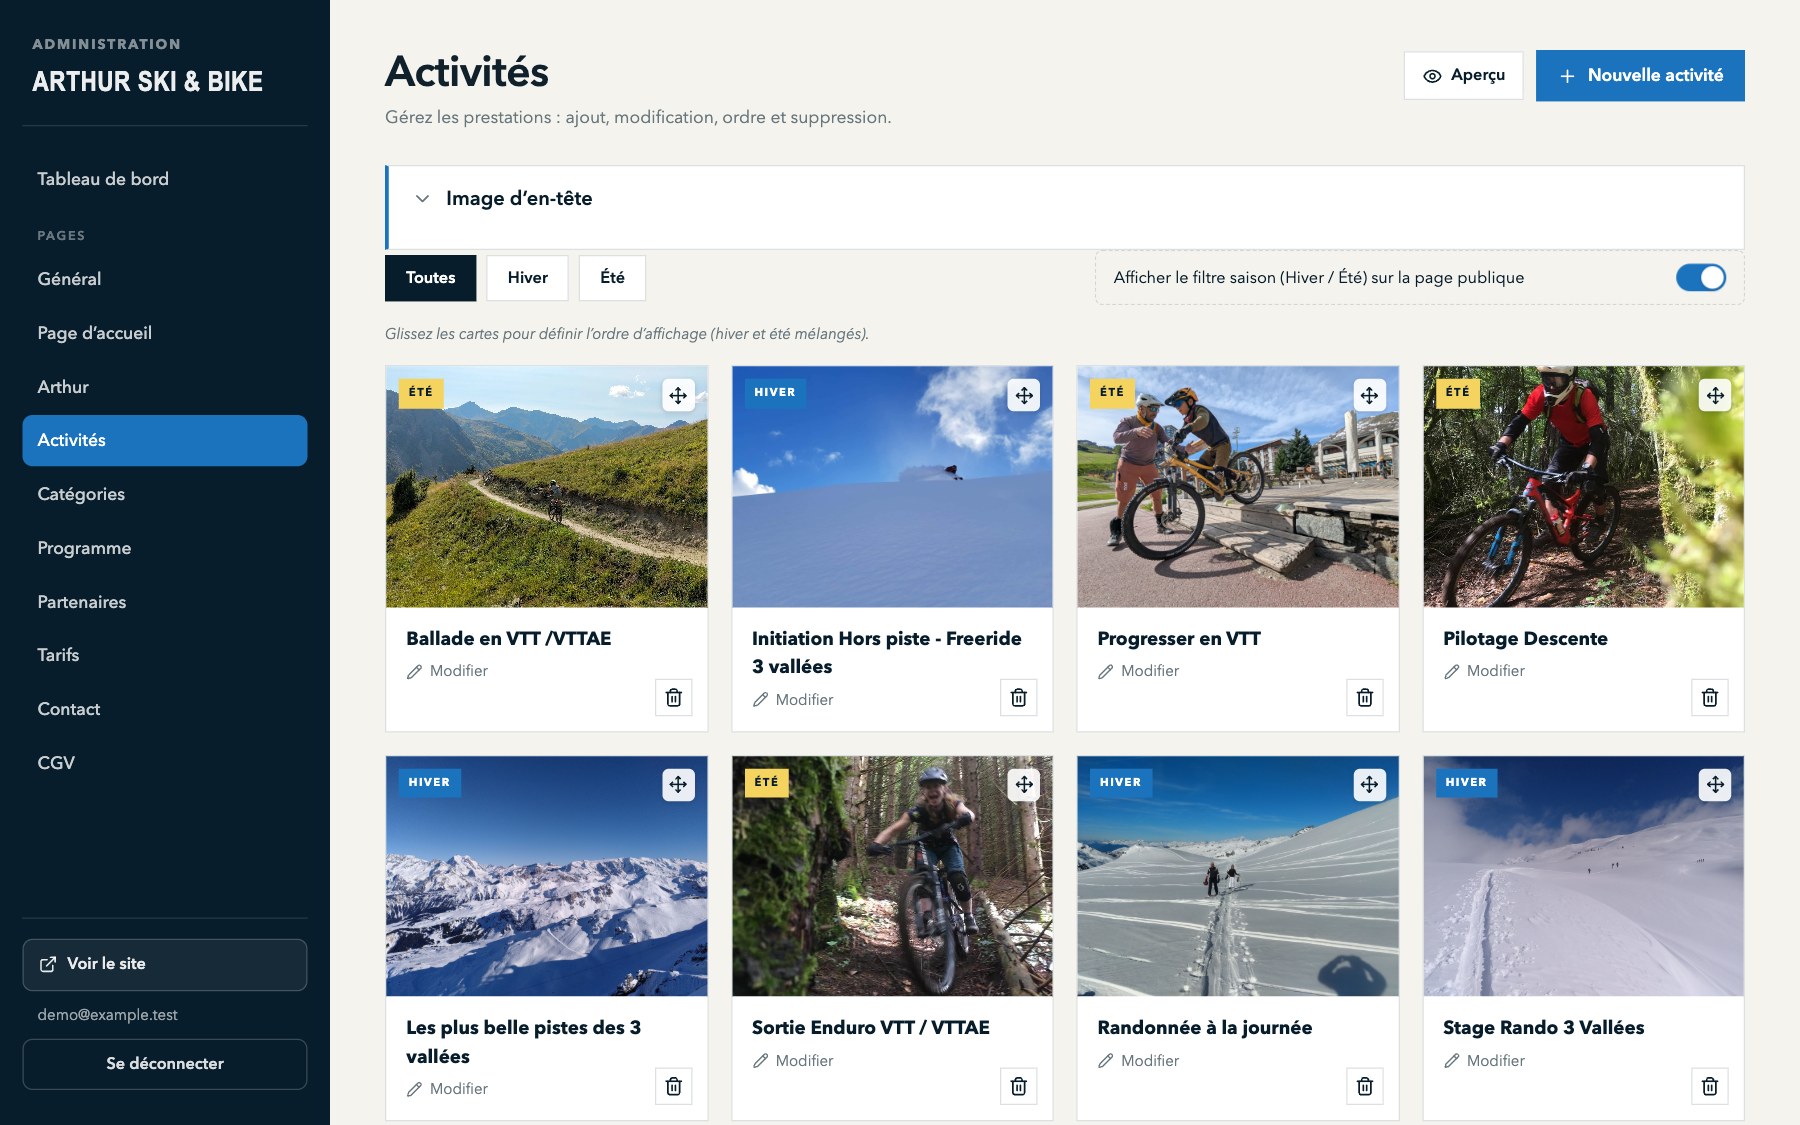 ADMINISTRATION
ARTHUR SKI & BIKE
Tableau de bord
PAGES
Général
Page d’accueil
Arthur
Activités
Catégories
Programme
Partenaires
Tarifs
Contact
CGV
Voir le site
demo@example.test
Se déconnecter
Activités
Gérez les prestations : ajout, modification, ordre et suppression.
Aperçu
Nouvelle activité
Image d’en-tête
Toutes
Hiver
Été
Afficher le filtre saison (Hiver / Été) sur la page publique
Glissez les cartes pour définir l’ordre d’affichage (hiver et été mélangés).
ÉTÉ
Ballade en VTT /VTTAE
Modifier
HIVER
Initiation Hors piste - Freeride
3 vallées
Modifier
ÉTÉ
Progresser en VTT
Modifier
ÉTÉ
Pilotage Descente
Modifier
HIVER
Les plus belle pistes des 3
vallées
Modifier
ÉTÉ
Sortie Enduro VTT / VTTAE
Modifier
HIVER
Randonnée à la journée
Modifier
HIVER
Stage Rando 3 Vallées
Modifier